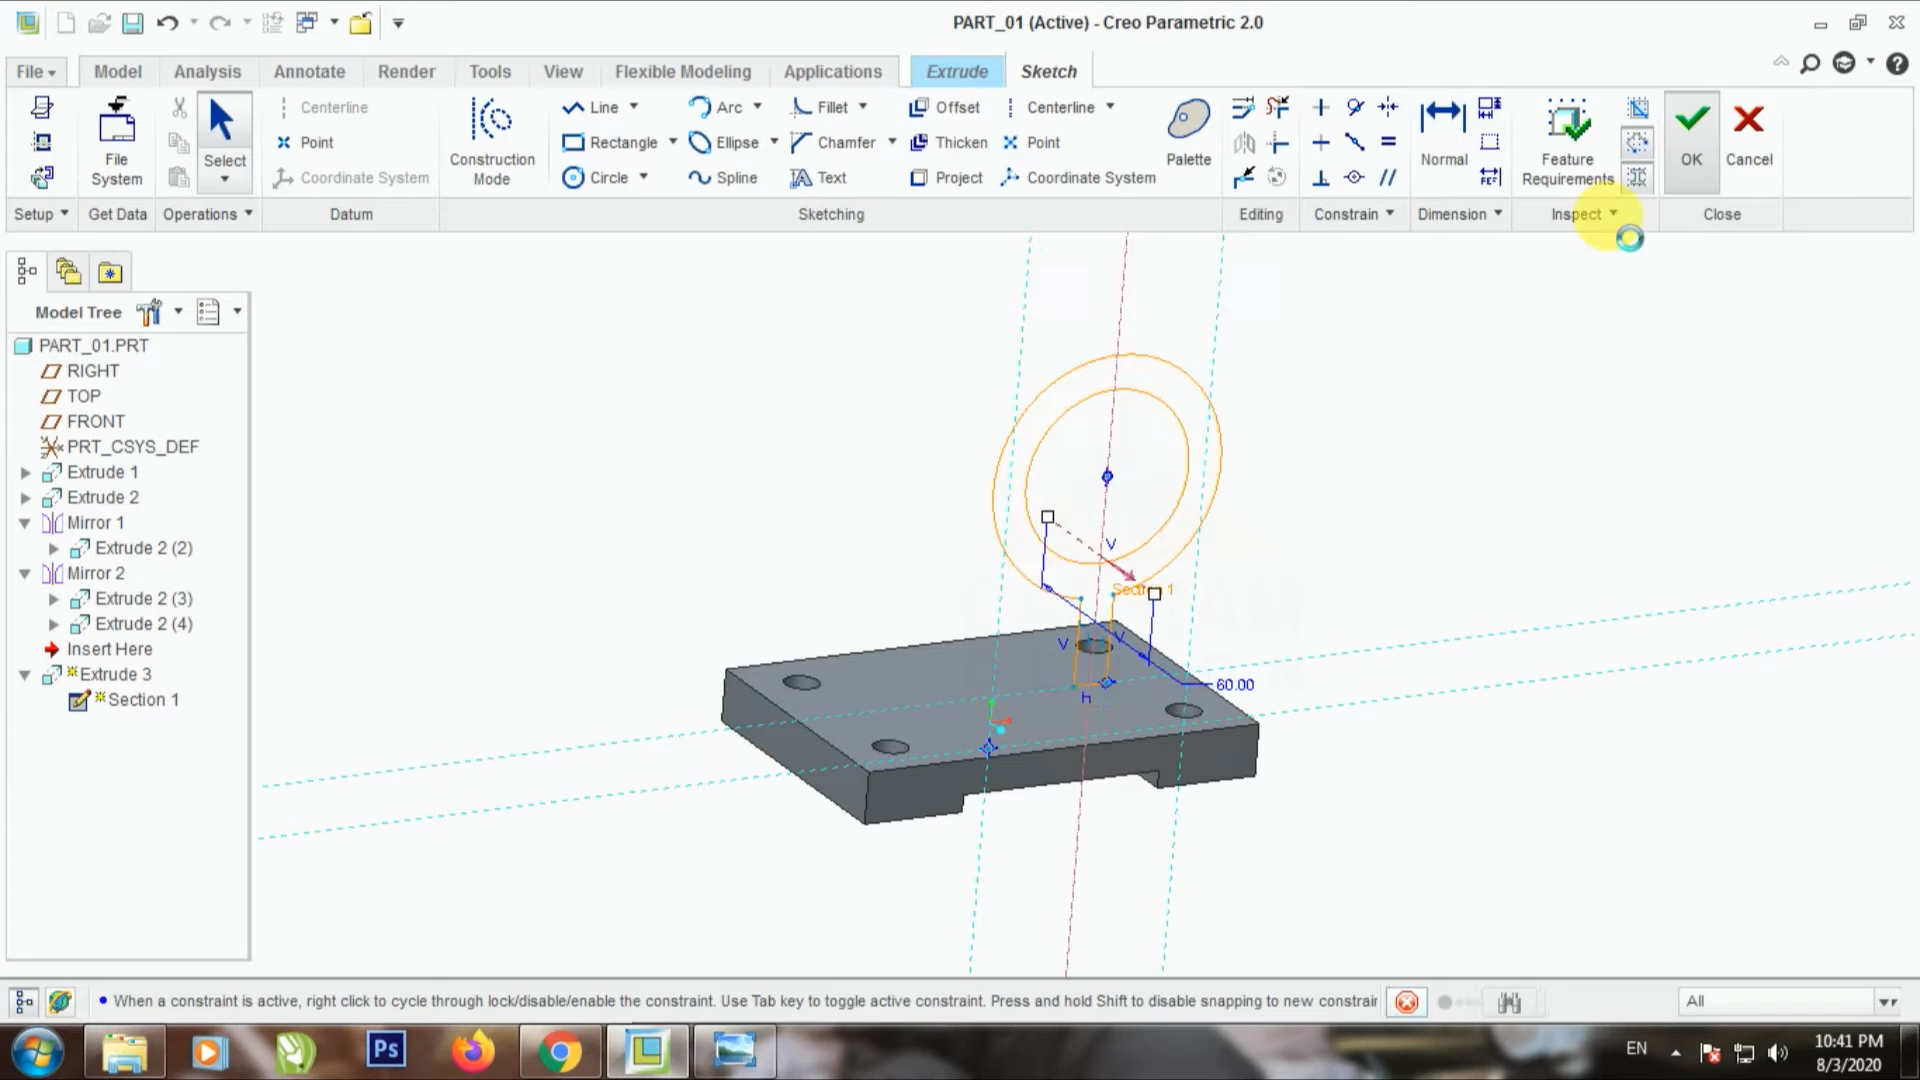 PART_01 (Active) - Creo Parametric 2.0
File
Model
Analysis
Annotate
Render
Tools
View
Flexible Modeling
Applications
Extrude
Sketch
File System
Select
Centerline
Point
Coordinate System
Construction Mode
Line
Rectangle
Circle
Arc
Ellipse
Spline
Fillet
Chamfer
Text
Offset
Thicken
Project
Centerline
Point
Coordinate System
Palette
Normal
Feature Requirements
OK
Cancel
Setup
Get Data
Operations
Datum
Sketching
Editing
Constrain
Dimension
Inspect
Close
Model Tree
PART_01.PRT
RIGHT
TOP
FRONT
PRT_CSYS_DEF
Extrude 1
Extrude 2
Mirror 1
Extrude 2 (2)
Mirror 2
Extrude 2 (3)
Extrude 2 (4)
Insert Here
Extrude 3
Section 1
V
V
V
h
60.00
When a constraint is active, right click to cycle through lock/disable/enable the constraint. Use Tab key to toggle active constraint. Press and hold Shift to disable snapping to new constrair
All
Ps
EN
10:41 PM
8/3/2020